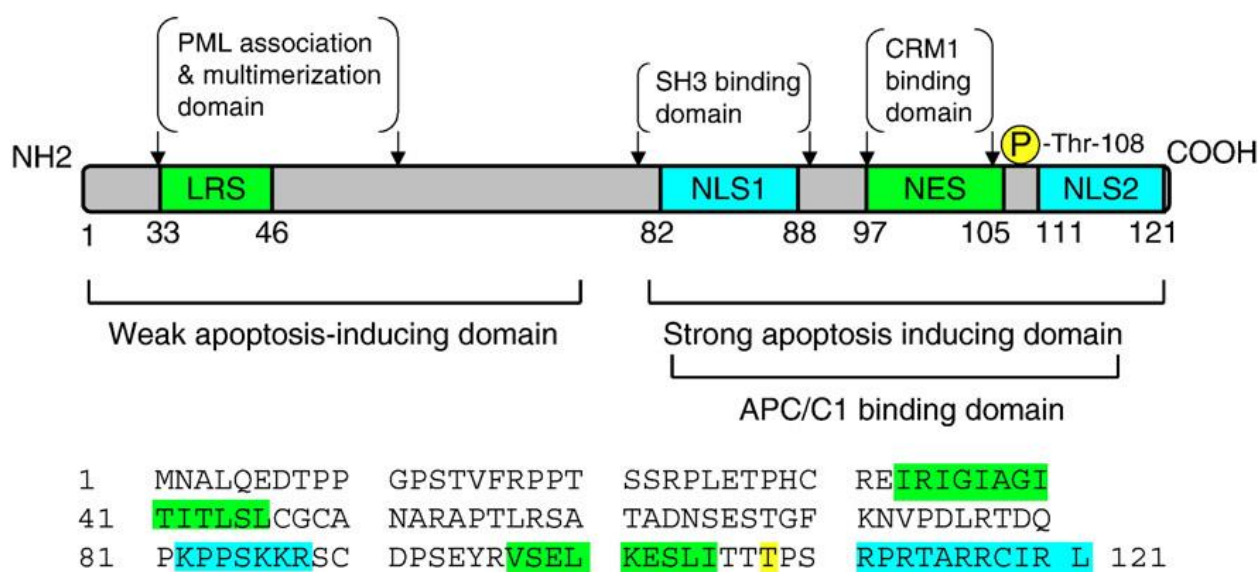 PML association
& multimerization
domain
SH3 binding
domain
CRM1
binding
domain
NH2
P
-Thr-108
COOH
LRS
NLS1
NES
NLS2
1 33 46 82 88 97 105 111 121
Weak apoptosis-inducing domain
Strong apoptosis inducing domain
APC/C1 binding domain
1 MNALQEDTPP GPSTVFRPPT SSRPLETPHC REIRIGIAGI
41 TITLSLCGCA NARAPTLRSA TADNSESTGF KNVPDLRTDQ
81 PKPPSKKRSC DPSEYRVSEL KESLITTTPS RPRTARRCIR L 121